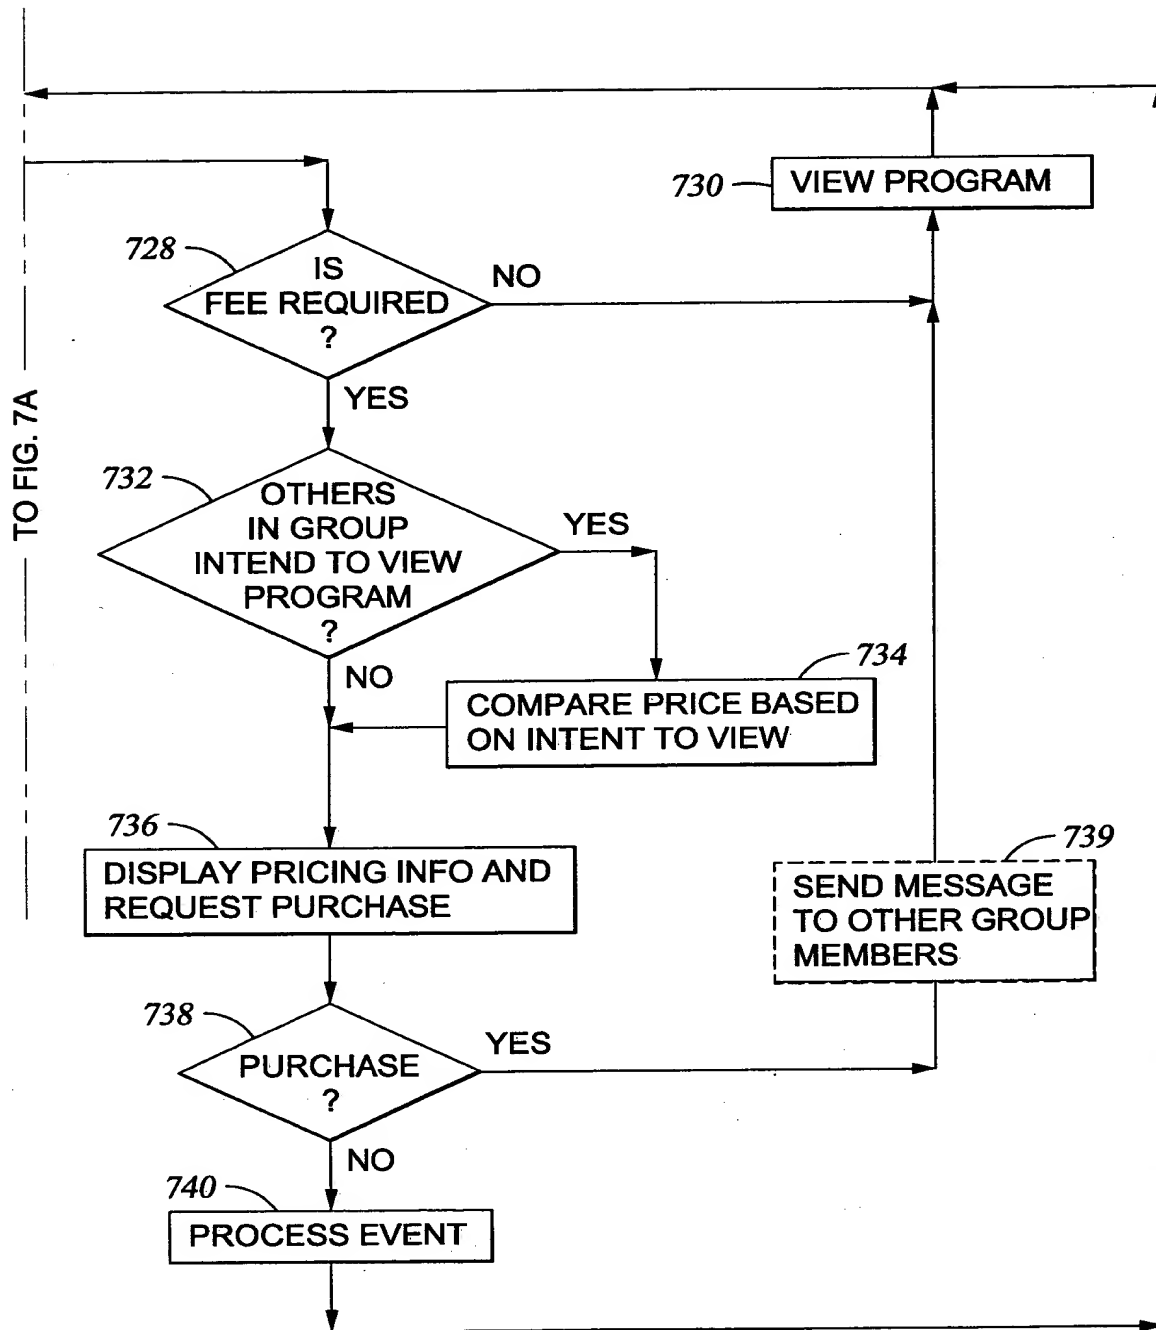 730
VIEW PROGRAM
728
IS
FEE REQUIRED
?
NO
YES
TO FIG. 7A
732
OTHERS
IN GROUP
INTEND TO VIEW
PROGRAM
?
YES
NO
734
COMPARE PRICE BASED
ON INTENT TO VIEW
736
DISPLAY PRICING INFO AND
REQUEST PURCHASE
739
SEND MESSAGE
TO OTHER GROUP
MEMBERS
738
PURCHASE
?
YES
NO
740
PROCESS EVENT